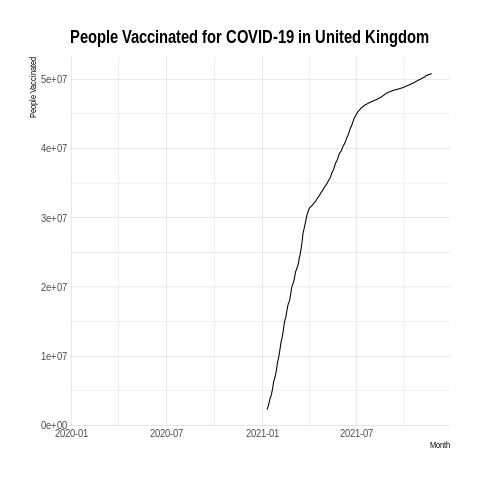 People Vaccinated for COVID-19 in United Kingdom
People Vaccinated
5e+07
4e+07
3e+07
2e+07
1e+07
0e+00
2020-01 2020-07 2021-01 2021-07
Month